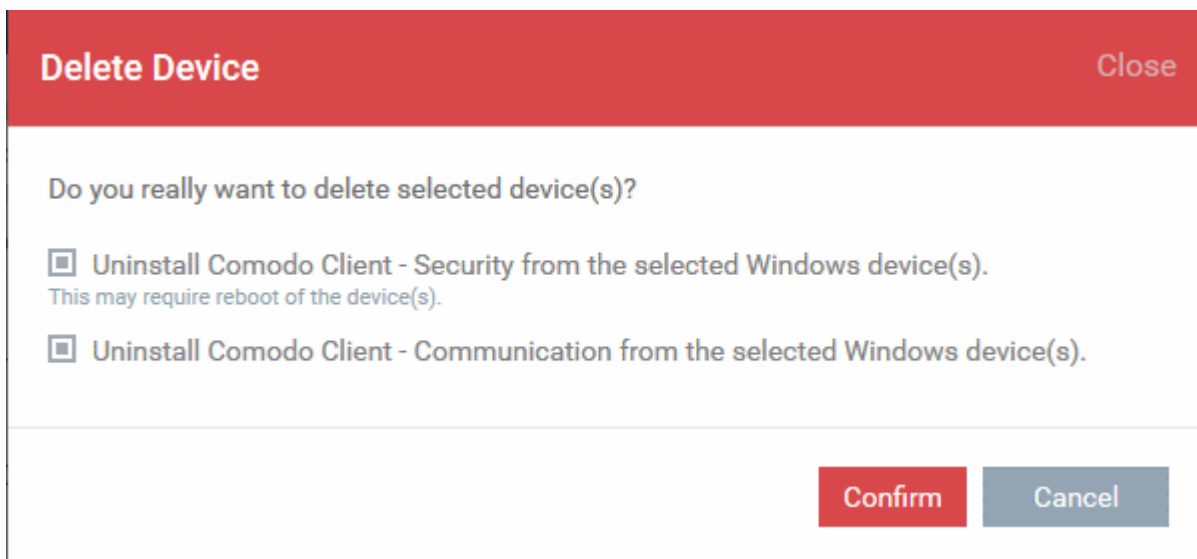 Delete Device
Close
Do you really want to delete selected device(s)?
Uninstall Comodo Client - Security from the selected Windows device(s).
This may require reboot of the device(s).
Uninstall Comodo Client - Communication from the selected Windows device(s).
Confirm
Cancel